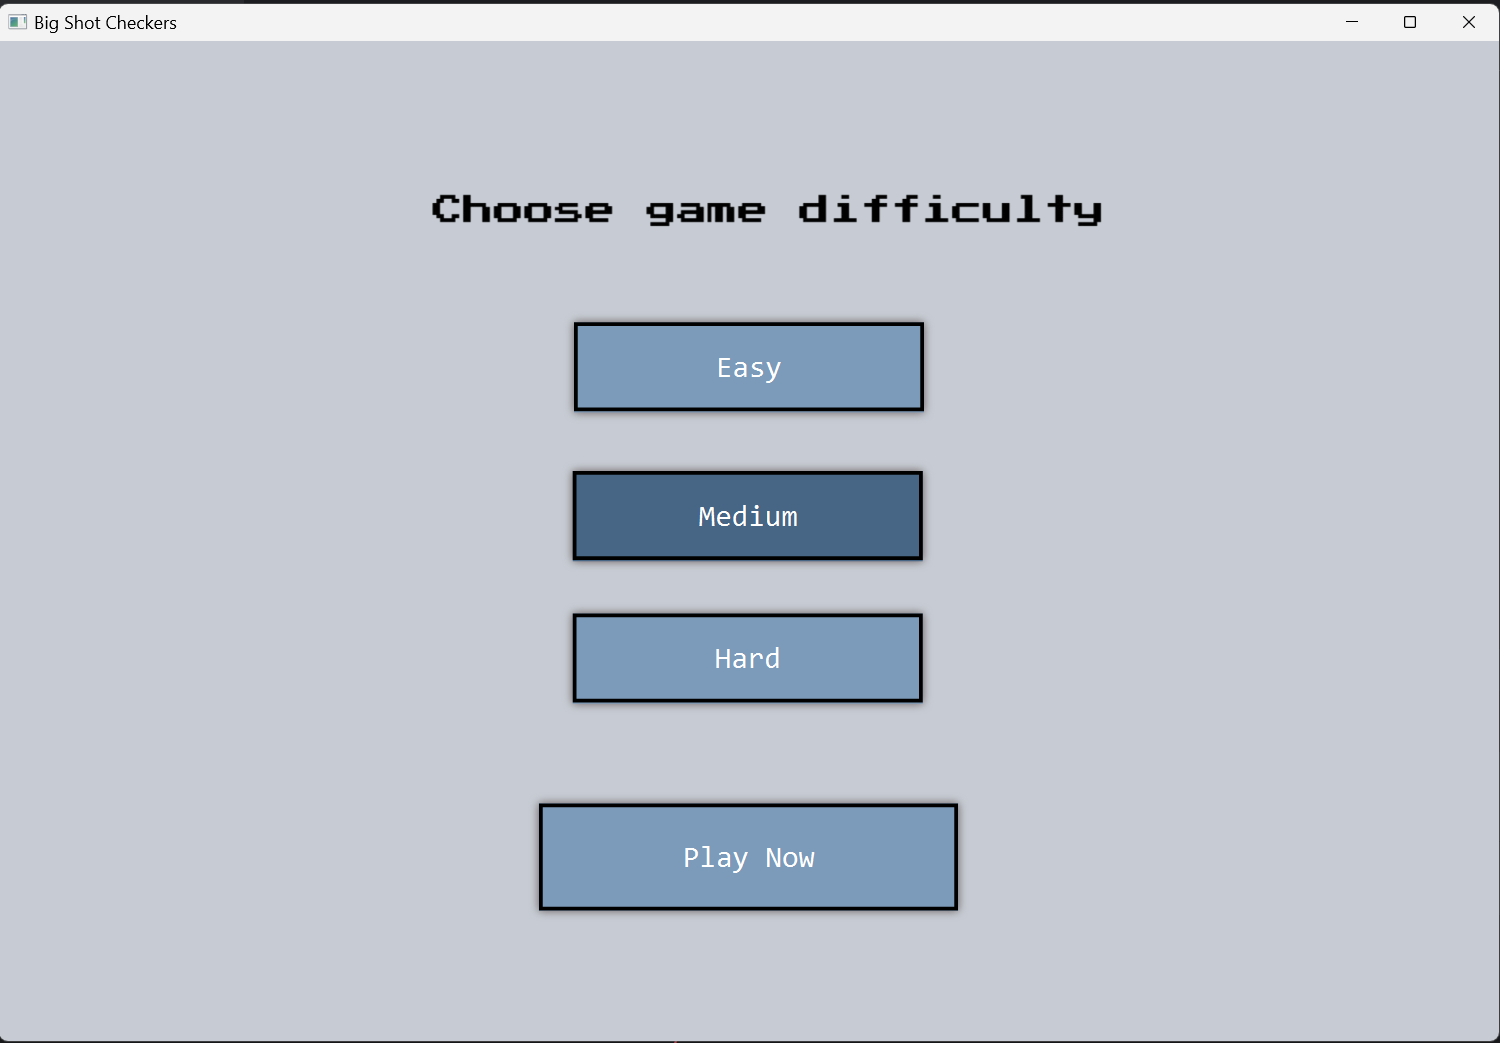 Big Shot Checkers
Choose game difficulty
Easy
Medium
Hard
Play Now